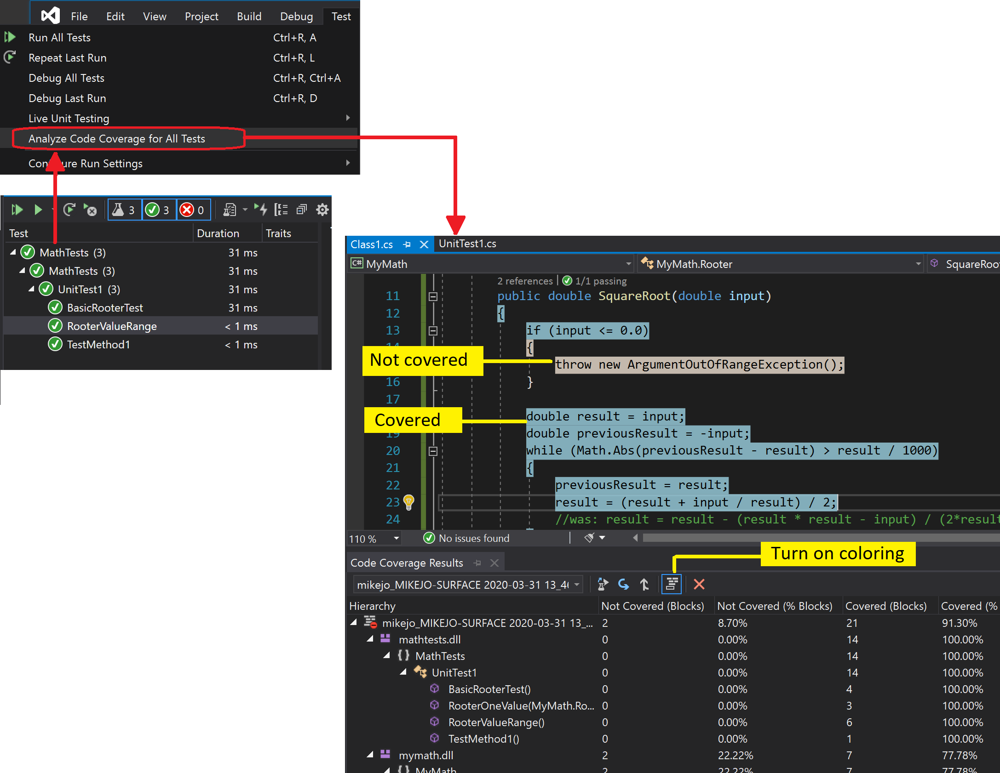 File Edit View Project Build Debug Test
Run All Tests Ctrl+R, A
Repeat Last Run Ctrl+R, L
Debug All Tests Ctrl+R, Ctrl+A
Debug Last Run Ctrl+R, D
Live Unit Testing
Analyze Code Coverage for All Tests
Run Settings
3 3 0
Test Duration Traits
MathTests (3) 31 ms
MathTests (3) 31 ms
UnitTest1 (3) 31 ms
BasicRooterTest 31 ms
RooterValueRange < 1 ms
TestMethod1 < 1 ms
Class1.cs UnitTest1.cs
C# MyMath MyMath.Rooter SquareRoo
2 references | 1/1 passing
11 public double SquareRoot(double input)
12 {
13 if (input <= 0.0)
14 {
Not covered throw new ArgumentOutOfRangeException();
16 }
17
Covered double result = input;
19 double previousResult = -input;
20 while (Math.Abs(previousResult - result) > result / 1000)
21 {
22 previousResult = result;
23 result = (result + input / result) / 2;
24 //was: result = result - (result * result - input) / (2*result
110 % No issues found
Turn on coloring
Code Coverage Results
mikejo_MIKEJO-SURFACE 2020-03-31 13_4
Hierarchy Not Covered (Blocks) Not Covered (% Blocks) Covered (Blocks) Covered (%
mikejo_MIKEJO-SURFACE 2020-03-31 13_... 2 8.70% 21 91.30%
mathtests.dll 0 0.00% 14 100.00%
MathTests 0 0.00% 14 100.00%
UnitTest1 0 0.00% 14 100.00%
BasicRooterTest() 0 0.00% 4 100.00%
RooterOneValue(MyMath.Ro... 0 0.00% 3 100.00%
RooterValueRange() 0 0.00% 6 100.00%
TestMethod1() 0 0.00% 1 100.00%
mymath.dll 2 22.22% 7 77.78%
MyMath 2 22.22% 7 77.78%